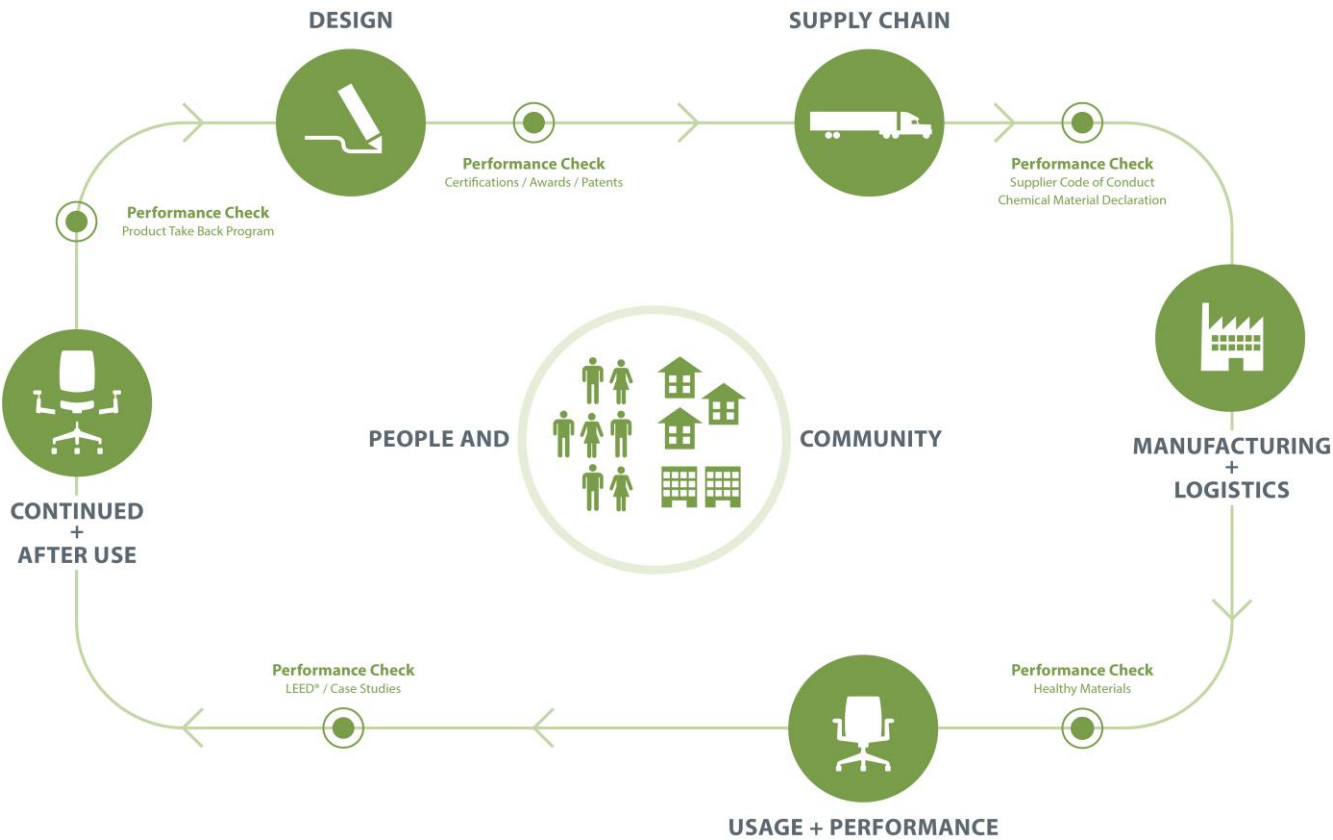 DESIGN
SUPPLY CHAIN
Performance Check
Certifications / Awards / Patents
Performance Check
Supplier Code of Conduct
Chemical Material Declaration
Performance Check
Product Take Back Program
PEOPLE AND
COMMUNITY
MANUFACTURING
+
LOGISTICS
CONTINUED
+
AFTER USE
Performance Check
LEED® / Case Studies
Performance Check
Healthy Materials
USAGE + PERFORMANCE